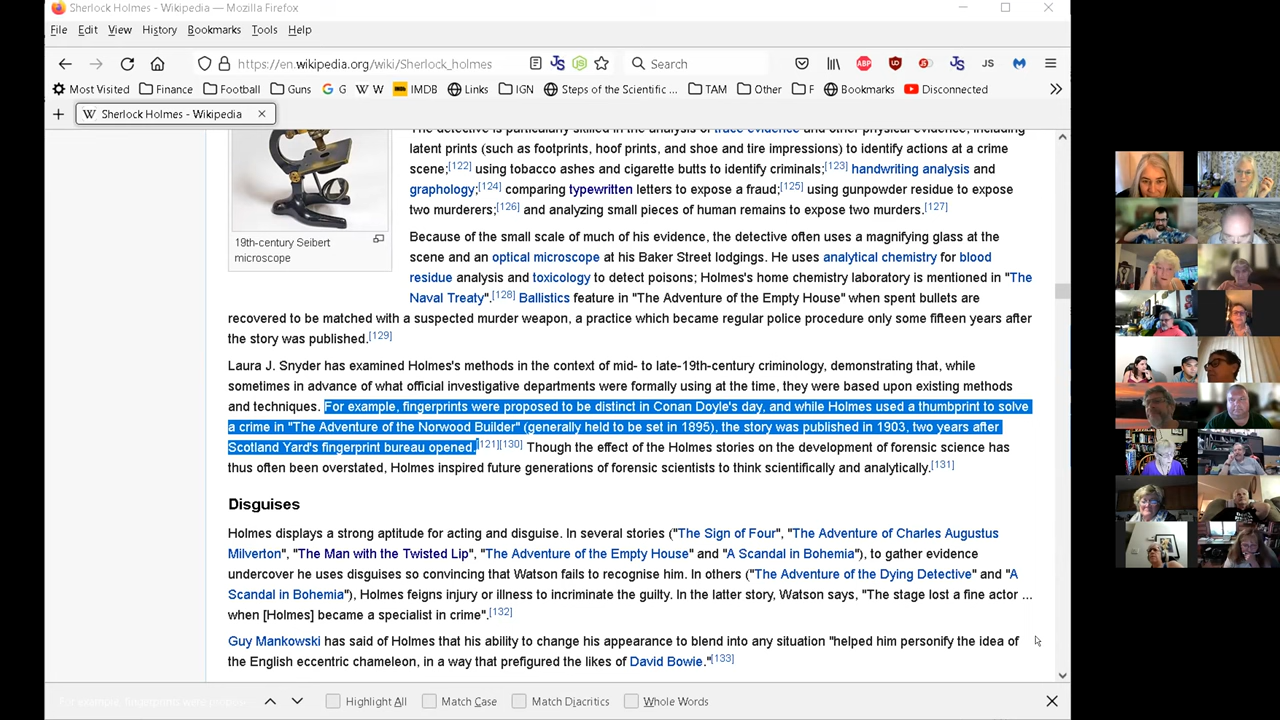 Sherlock Holmes - Wikipedia — Mozilla Firefox
File Edit View History Bookmarks Tools Help
https://en.wikipedia.org/wiki/Sherlock_holmes
Search
Most Visited Finance Football Guns G W IMDB Links IGN Steps of the Scientific ... TAM Other F Bookmarks Disconnected
Sherlock Holmes - Wikipedia
The detective is particularly skilled in the analysis of trace evidence and other physical evidence, including
latent prints (such as footprints, hoof prints, and shoe and tire impressions) to identify actions at a crime
scene;[122] using tobacco ashes and cigarette butts to identify criminals;[123] handwriting analysis and
graphology;[124] comparing typewritten letters to expose a fraud;[125] using gunpowder residue to expose
two murderers;[126] and analyzing small pieces of human remains to expose two murders.[127]
19th-century Seibert
microscope
Because of the small scale of much of his evidence, the detective often uses a magnifying glass at the
scene and an optical microscope at his Baker Street lodgings. He uses analytical chemistry for blood
residue analysis and toxicology to detect poisons; Holmes's home chemistry laboratory is mentioned in "The
Naval Treaty".[128] Ballistics feature in "The Adventure of the Empty House" when spent bullets are
recovered to be matched with a suspected murder weapon, a practice which became regular police procedure only some fifteen years after
the story was published.[129]
Laura J. Snyder has examined Holmes's methods in the context of mid- to late-19th-century criminology, demonstrating that, while
sometimes in advance of what official investigative departments were formally using at the time, they were based upon existing methods
and techniques. For example, fingerprints were proposed to be distinct in Conan Doyle's day, and while Holmes used a thumbprint to solve
a crime in "The Adventure of the Norwood Builder" (generally held to be set in 1895), the story was published in 1903, two years after
Scotland Yard's fingerprint bureau opened.[121][130] Though the effect of the Holmes stories on the development of forensic science has
thus often been overstated, Holmes inspired future generations of forensic scientists to think scientifically and analytically.[131]
Disguises
Holmes displays a strong aptitude for acting and disguise. In several stories ("The Sign of Four", "The Adventure of Charles Augustus
Milverton", "The Man with the Twisted Lip", "The Adventure of the Empty House" and "A Scandal in Bohemia"), to gather evidence
undercover he uses disguises so convincing that Watson fails to recognise him. In others ("The Adventure of the Dying Detective" and "A
Scandal in Bohemia"), Holmes feigns injury or illness to incriminate the guilty. In the latter story, Watson says, "The stage lost a fine actor ...
when [Holmes] became a specialist in crime".[132]
Guy Mankowski has said of Holmes that his ability to change his appearance to blend into any situation "helped him personify the idea of
the English eccentric chameleon, in a way that prefigured the likes of David Bowie."[133]
For example, fingerprints were
Highlight All Match Case Match Diacritics Whole Words